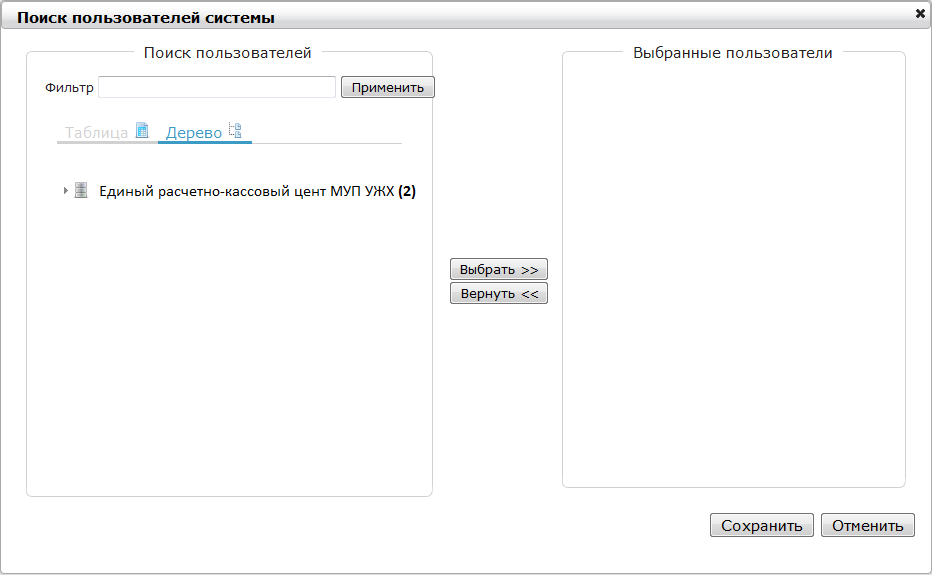 Поиск пользователей системы
Поиск пользователей
Выбранные пользователи
Фильтр
Применить
Таблица
Дерево
Единый расчетно-кассовый цент МУП УЖХ (2)
Выбрать >>
Вернуть <<
Сохранить
Отменить